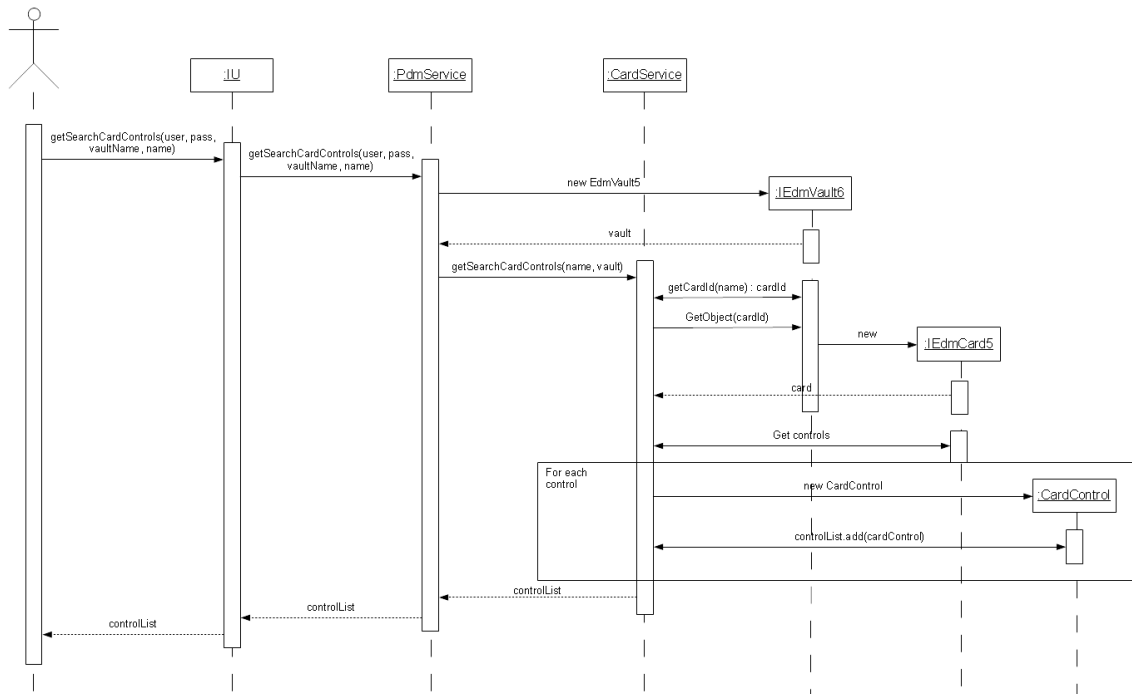 :IU
:PdmService
:CardService
getSearchCardControls(user, pass,
vaultName, name)
getSearchCardControls(user, pass,
vaultName, name)
new EdmVault5
:IEdmVault6
vault
getSearchCardControls(name, vault)
getCardId(name) : cardId
GetObject(cardId)
new
:IEdmCard5
card
Get controls
For each
control
new CardControl
:CardControl
controlList.add(cardControl)
controlList
controlList
controlList